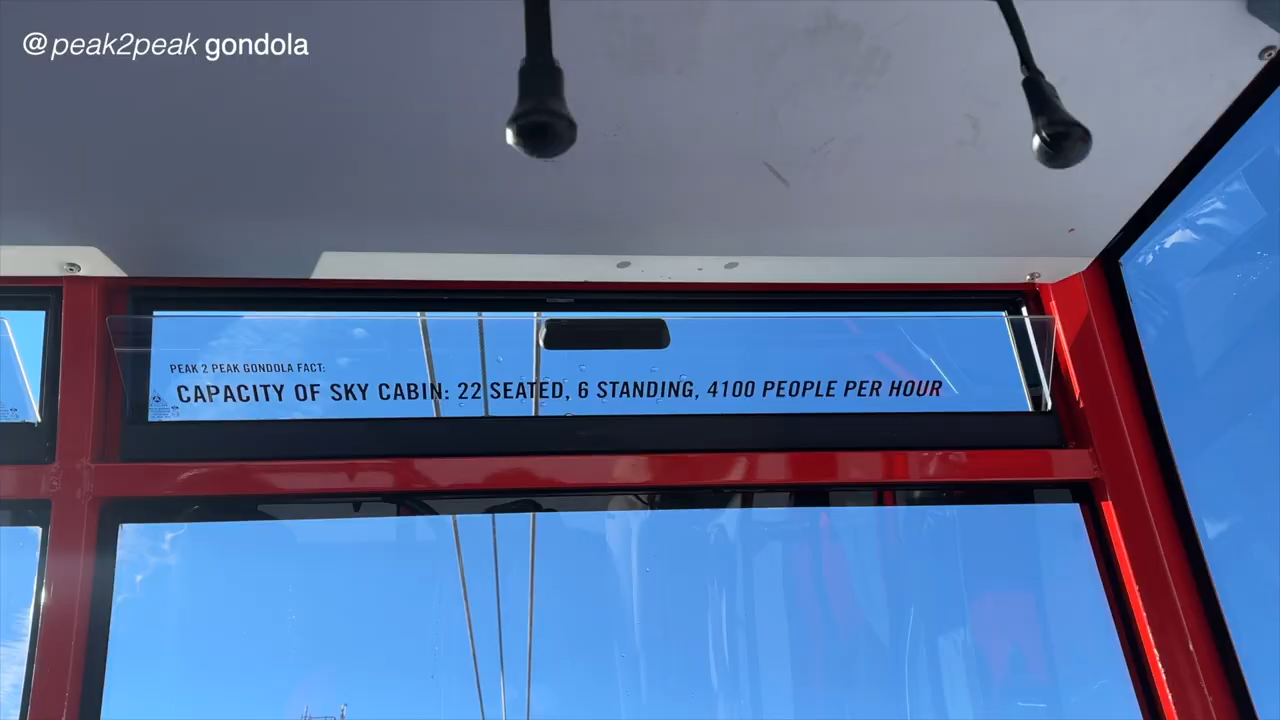 @peak2peak gondola
PEAK 2 PEAK GONDOLA FACT:
CAPACITY OF SKY CABIN: 22 SEATED, 6 STANDING, 4100 PEOPLE PER HOUR